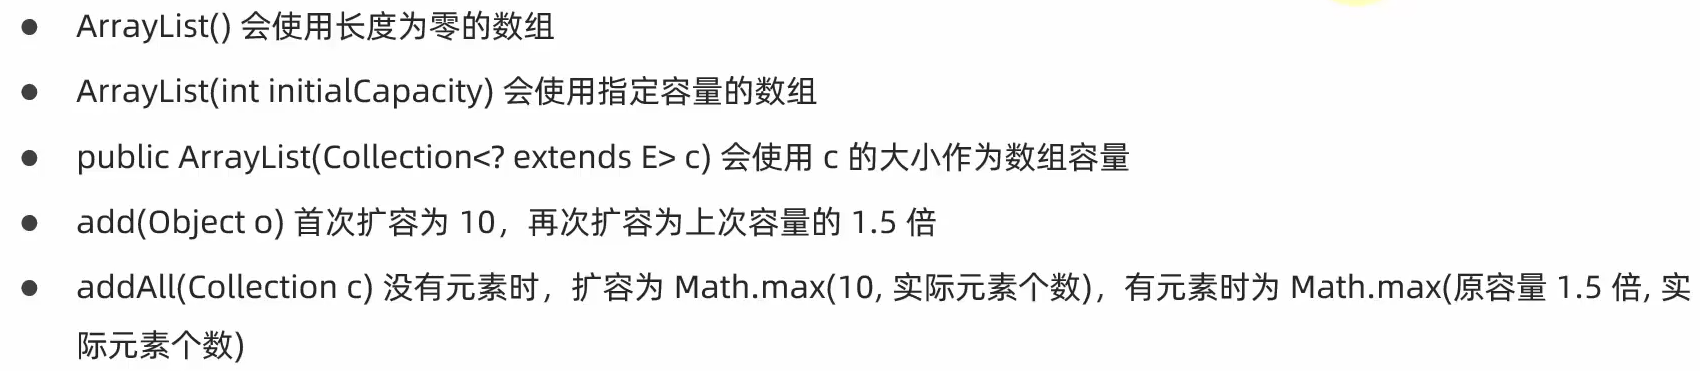 ● ArrayList() 会使用长度为零的数组
● ArrayList(int initialCapacity) 会使用指定容量的数组
● public ArrayList(Collection<? extends E> c) 会使用 c 的大小作为数组容量
● add(Object o) 首次扩容为 10，再次扩容为上次容量的 1.5 倍
● addAll(Collection c) 没有元素时，扩容为 Math.max(10, 实际元素个数)，有元素时为 Math.max(原容量 1.5 倍, 实
际元素个数)